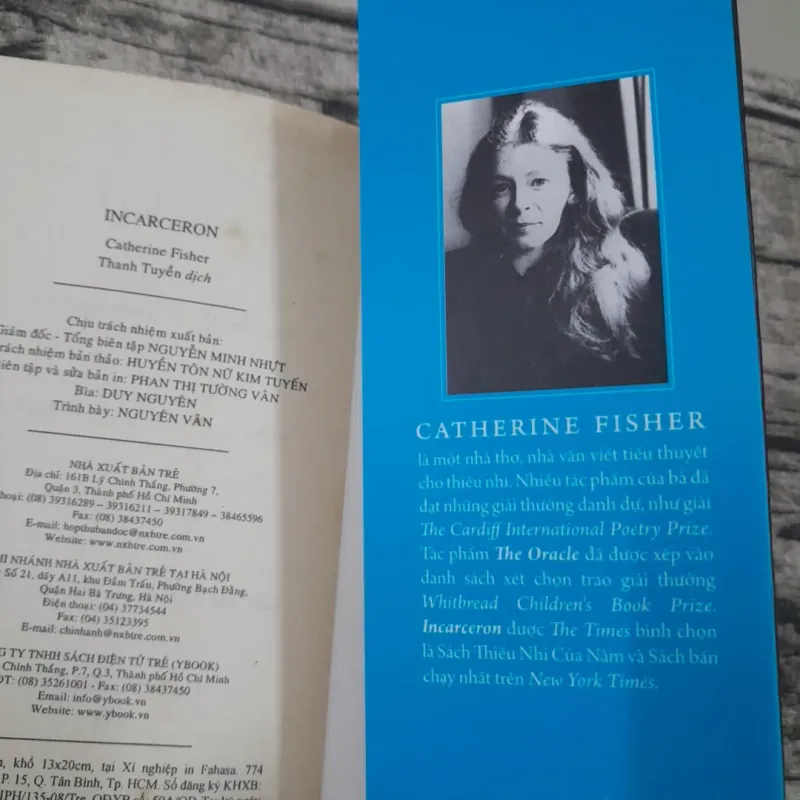 INCARCERON
Catherine Fisher
Thanh Tuyền dịch
Chịu trách nhiệm xuất bản:
Giám đốc - Tổng biên tập NGUYỄN MINH NHỰT
trách nhiệm bản thảo: HUYỀN TÔN NỮ KIM TUYẾN
iên tập và sửa bản in: PHAN THỊ TƯỜNG VÂN
Bìa: DUY NGUYÊN
Trình bày: NGUYÊN VÂN
NHÀ XUẤT BẢN TRẺ
Địa chỉ: 161B Lý Chính Thắng, Phường 7,
Quận 3, Thành phố Hồ Chí Minh
thoại: (08) 39316289 – 39316211 – 39317849 – 38465596
Fax: (08) 38437450
E-mail: hopthubandoc@nxbtre.com.vn
Website: www.nxbtre.com.vn
HI NHÁNH NHÀ XUẤT BẢN TRẺ TẠI HÀ NỘI
Số 21, dãy A11, khu Đầm Trấu, Phường Bạch Đằng,
Quận Hai Bà Trưng, Hà Nội
Điện thoại: (04) 37734544
Fax: (04) 35123395
E-mail: chinhanh@nxbtre.com.vn
G TY TNHH SÁCH ĐIỆN TỬ TRẺ (YBOOK)
Chính Thắng, P.7, Q.3, Thành phố Hồ Chí Minh
ĐT: (08) 35261001 - Fax: (08) 38437450
Email: info@ybook.vn
Website: www.ybook.vn
khổ 13x20cm, tại Xí nghiệp in Fahasa. 774
P. 15, Q. Tân Bình, Tp. HCM. Số đăng ký KHXB:
CATHERINE FISHER
là một nhà thơ, nhà văn viết tiểu thuyết
cho thiếu nhi. Nhiều tác phẩm của bà đã
đạt những giải thưởng danh dự, như giải
The Cardiff International Poetry Prize.
Tác phẩm The Oracle đã được xếp vào
danh sách xét chọn trao giải thưởng
Whitbread Children's Book Prize.
Incarceron được The Times bình chọn
là Sách Thiếu Nhi Của Năm và Sách bán
chạy nhất trên New York Times.